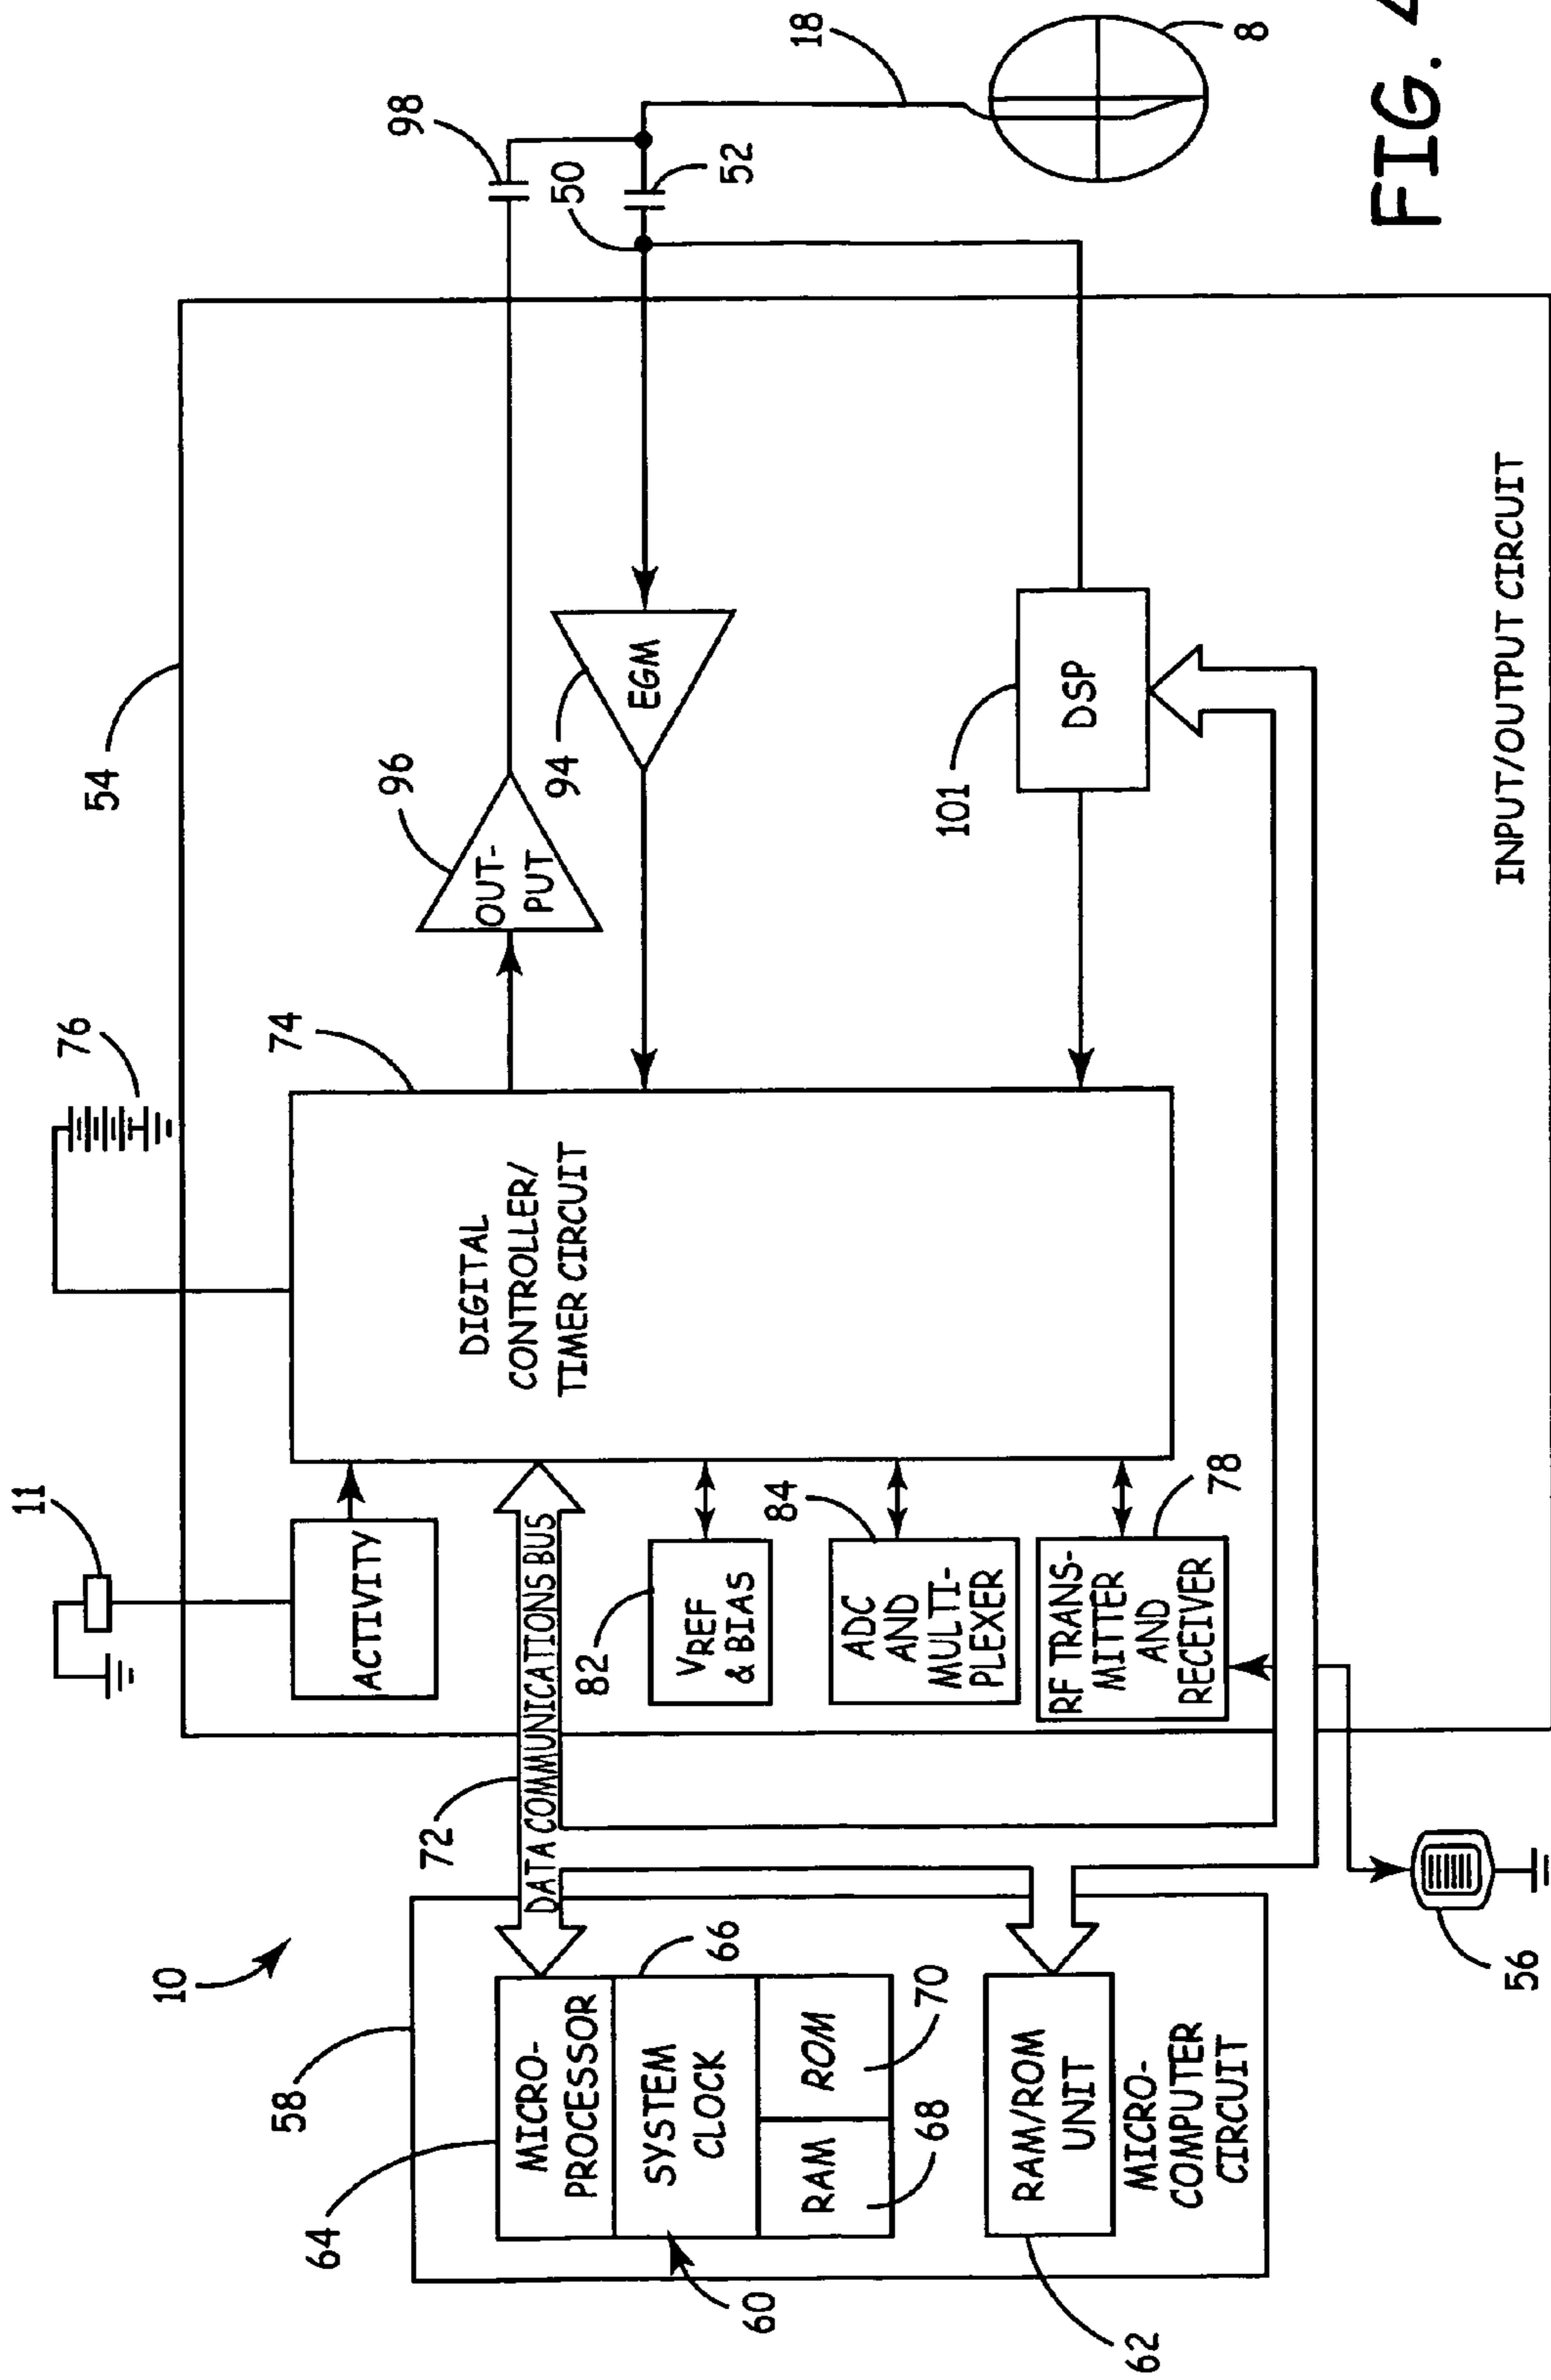 10
11
76
54
58
64
66
60
70
68
62
72
74
96
94
98
50
52
18
8
82
84
78
101
56
MICRO-
PROCESSOR
SYSTEM
CLOCK
RAM
ROM
RAM/ROM
UNIT
MICRO-
COMPUTER
CIRCUIT
DATA COMMUNICATIONS BUS
ACTIVITY
VREF
& BIAS
ADC
AND
MULTI-
PLEXER
RF TRANS-
MITTER
AND
RECEIVER
DIGITAL
CONTROLLER/
TIMER CIRCUIT
OUT-
PUT
EGM
DSP
INPUT/OUTPUT CIRCUIT
FIG. 4